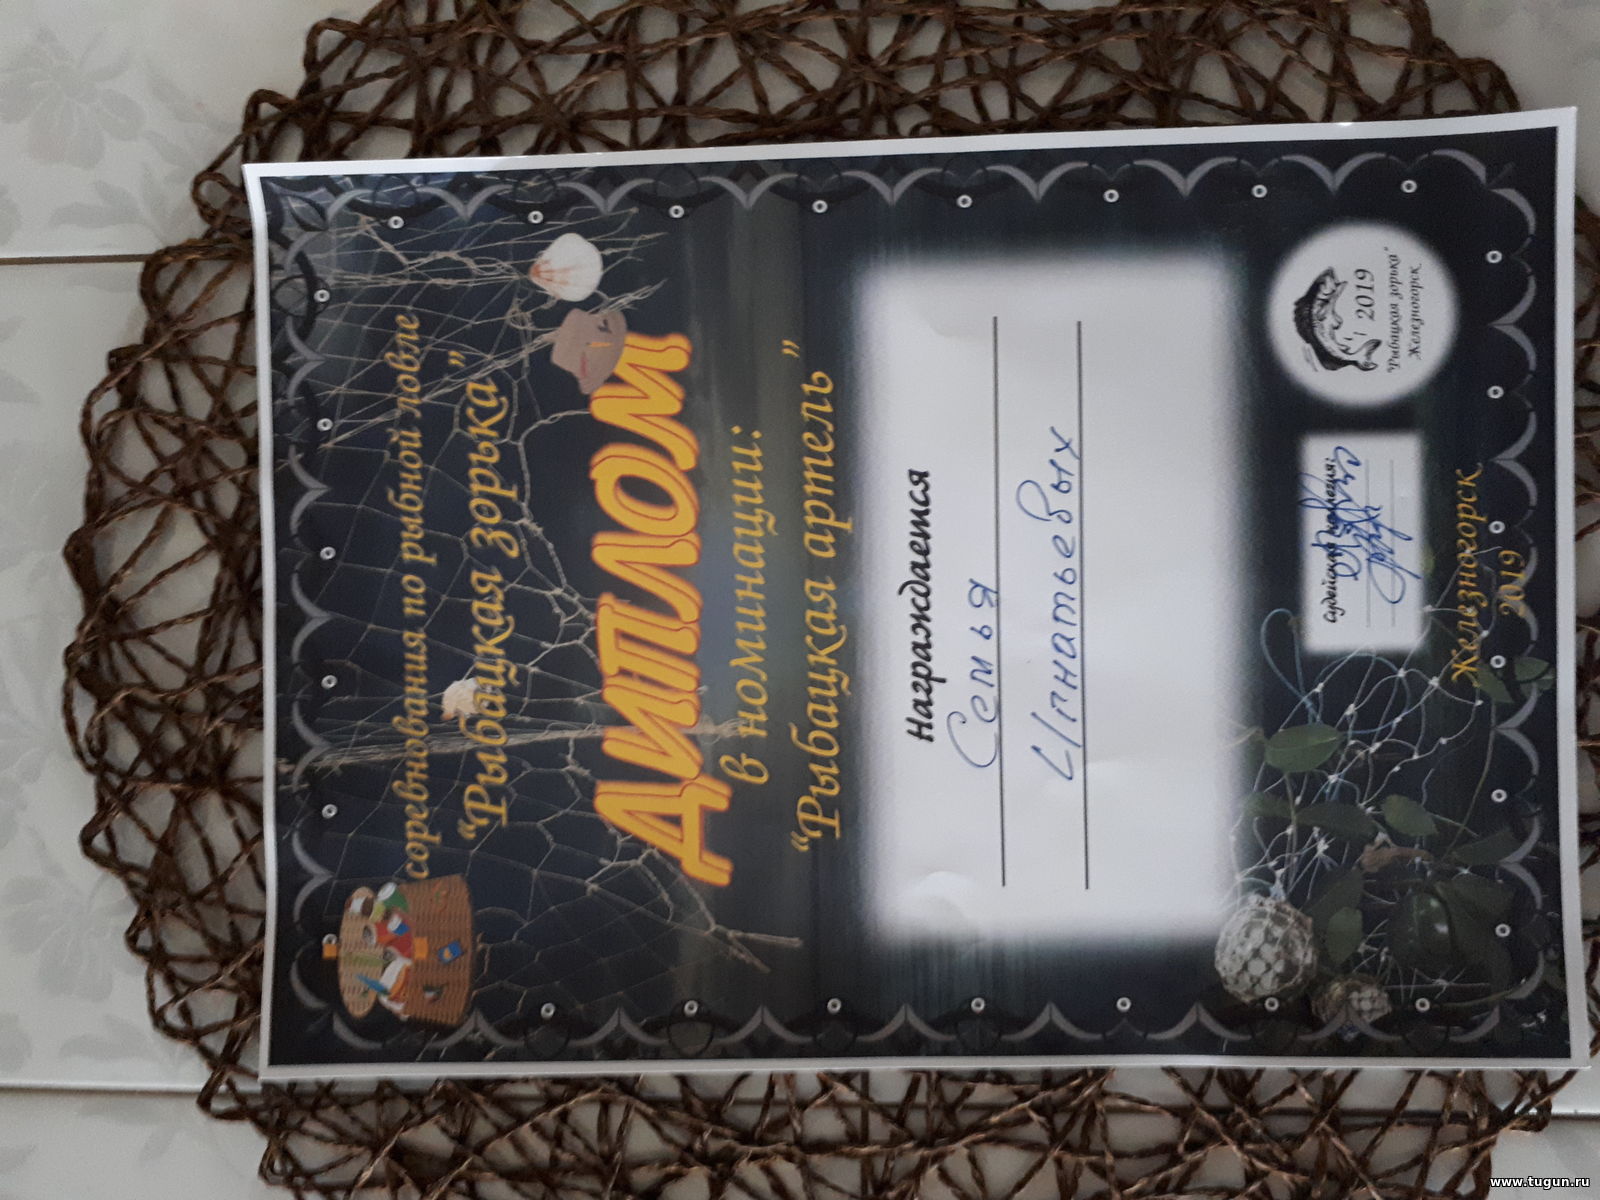 соревнования по рыбной ловле
“Рыбацкая зорька”
ДИПЛОМ
в номинации:
“Рыбацкая артель”
Награждается
Семья
Игнатьевых
судейская коллегия:
2019
"Рыбацкая зорька"
Железногорск
Железногорск
2019
www.tugun.ru